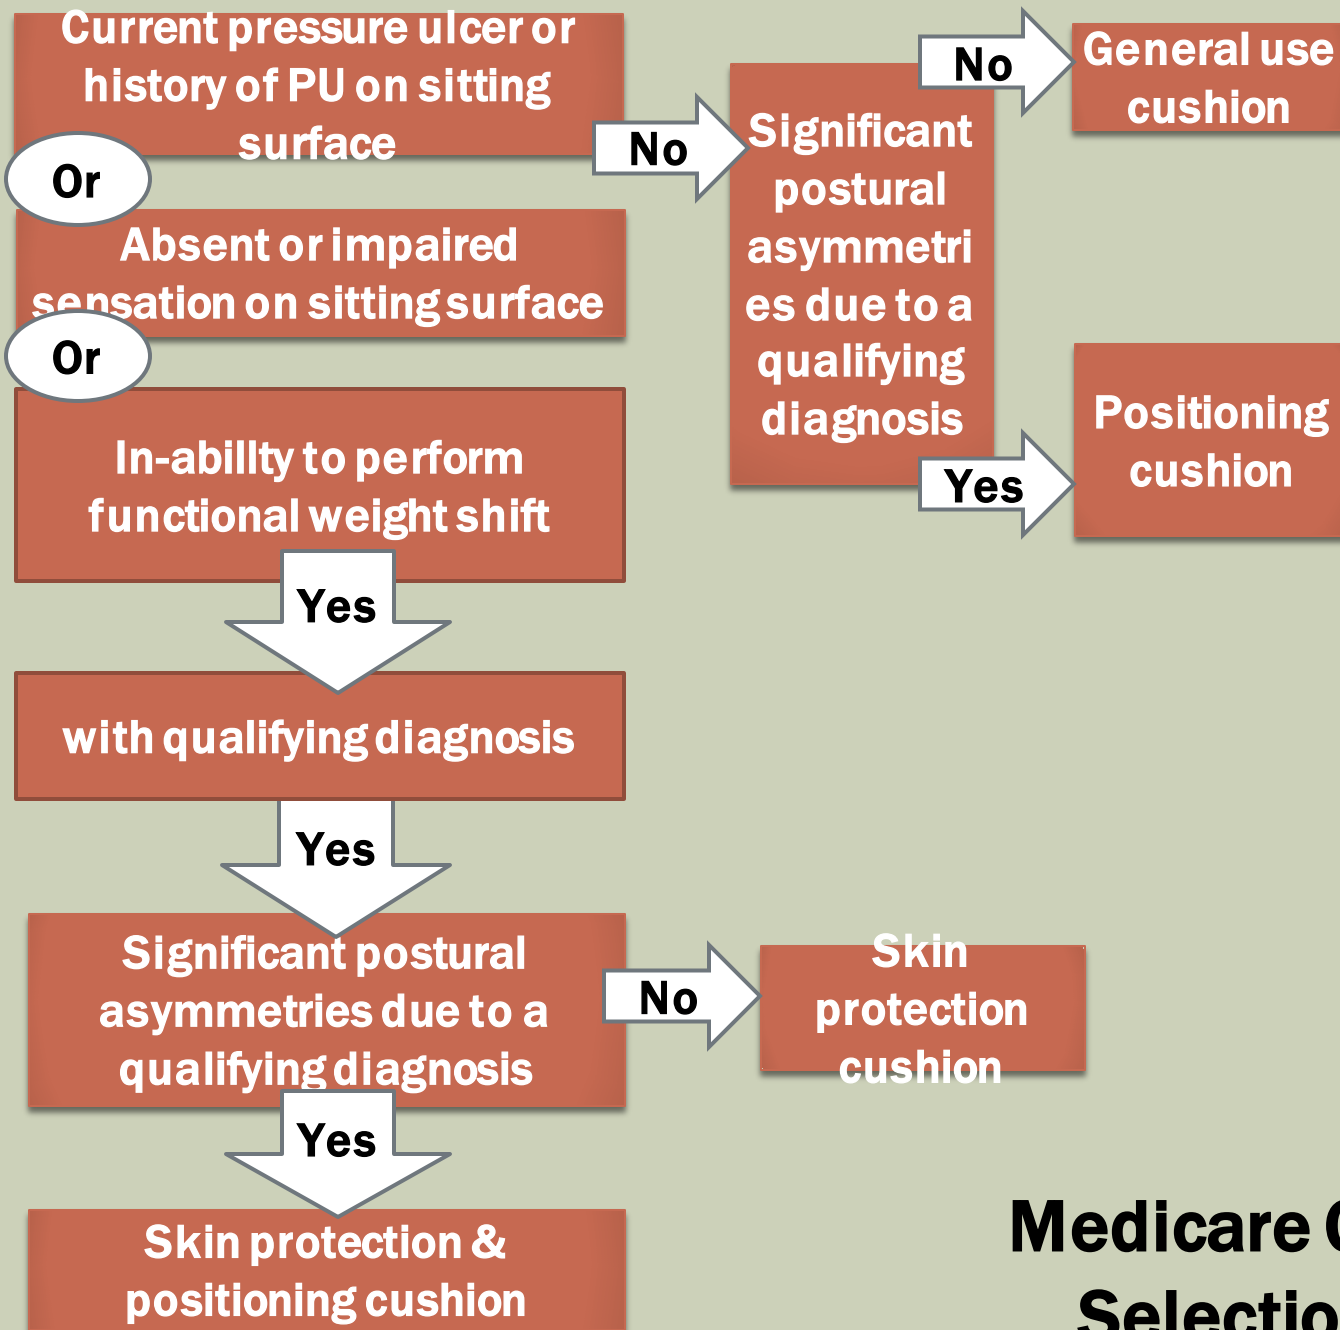 Current pressure ulcer or
history of PU on sitting
surface
Or
Absent or impaired
sensation on sitting surface
Or
In-ability to perform
functional weight shift
Yes
with qualifying diagnosis
Yes
Significant postural
asymmetries due to a
qualifying diagnosis
Yes
Skin protection &
positioning cushion
No
Skin
protection
cushion
No
Significant
postural
asymmetri
es due to a
qualifying
diagnosis
No
General use
cushion
Yes
Positioning
cushion
Medicare